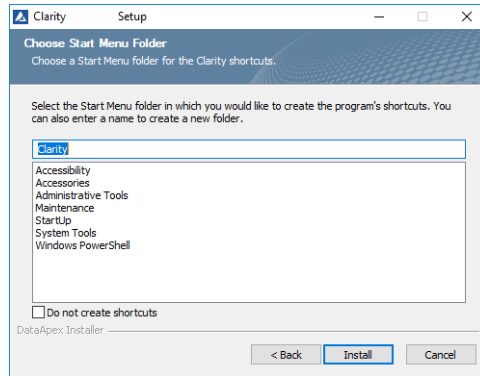 Clarity Setup
Choose Start Menu Folder
Choose a Start Menu folder for the Clarity shortcuts.
Select the Start Menu folder in which you would like to create the program's shortcuts. You
can also enter a name to create a new folder.
Clarity
Accessibility
Accessories
Administrative Tools
Maintenance
StartUp
System Tools
Windows PowerShell
Do not create shortcuts
DataApex Installer
< Back Install Cancel